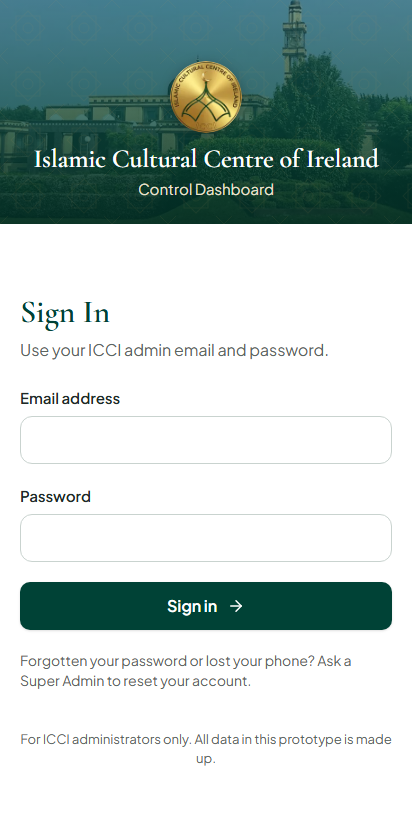 ISLAMIC CULTURAL CENTRE OF IRELAND
Islamic Cultural Centre of Ireland
Control Dashboard
Sign In
Use your ICCI admin email and password.
Email address
Password
Sign in
Forgotten your password or lost your phone? Ask a
Super Admin to reset your account.
For ICCI administrators only. All data in this prototype is made
up.